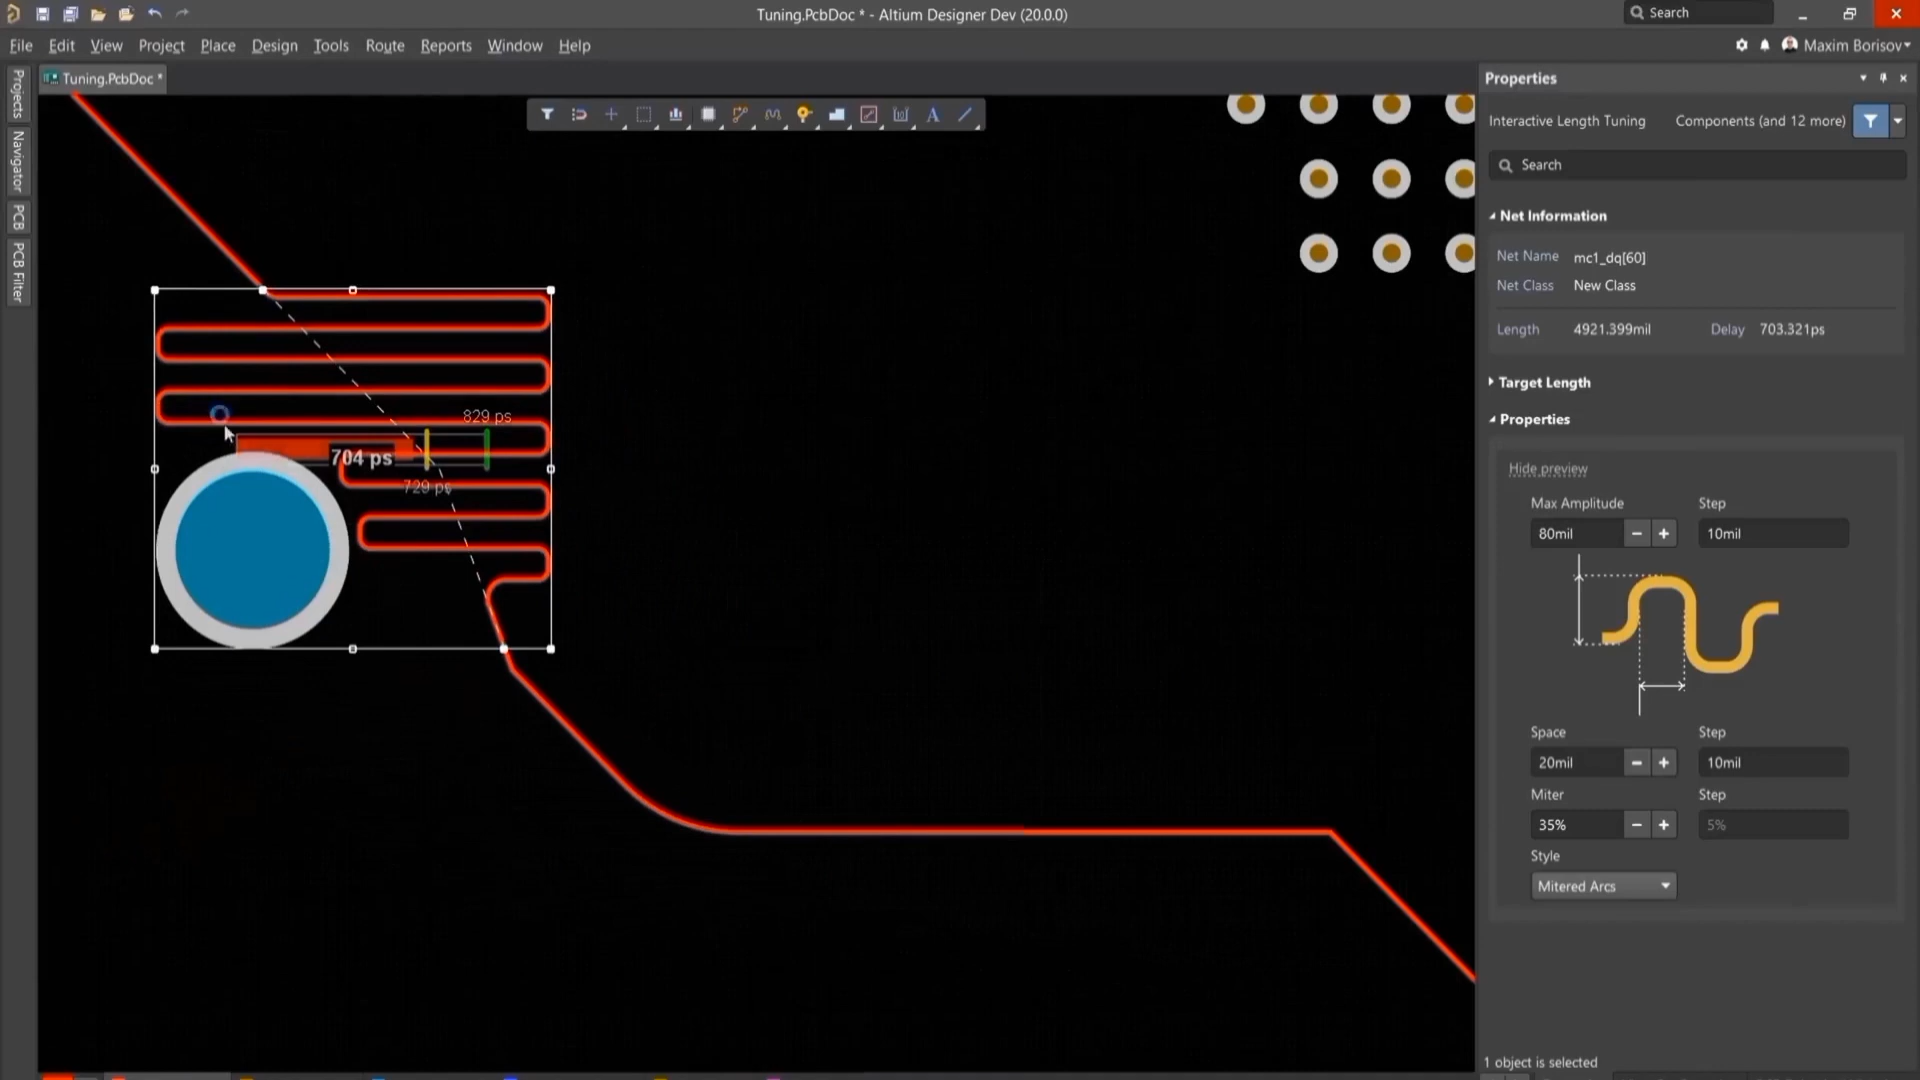 Tuning.PcbDoc * - Altium Designer Dev (20.0.0)
Search
File Edit View Project Place Design Tools Route Reports Window Help
Maxim Borisov
Tuning.PcbDoc *
Projects
Navigator
PCB
PCB Filter
829 ps
704 ps
729 ps
Properties
Interactive Length Tuning Components (and 12 more)
Search
Net Information
Net Name mc1_dq[60]
Net Class New Class
Length 4921.399mil Delay 703.321ps
Target Length
Properties
Hide preview
Max Amplitude Step
80mil 10mil
Space Step
20mil 10mil
Miter Step
35% 5%
Style
Mitered Arcs
1 object is selected